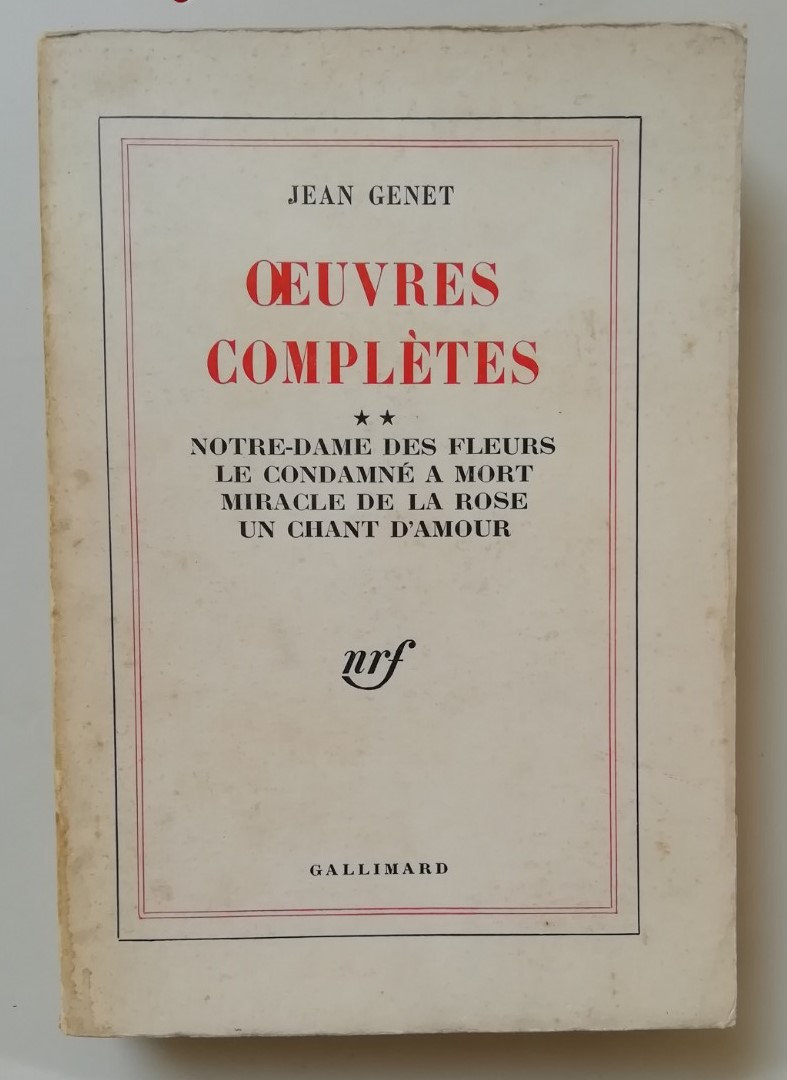 JEAN GENET
ŒUVRES
COMPLÈTES
★★
NOTRE-DAME DES FLEURS
LE CONDAMNÉ A MORT
MIRACLE DE LA ROSE
UN CHANT D'AMOUR
nrf
GALLIMARD